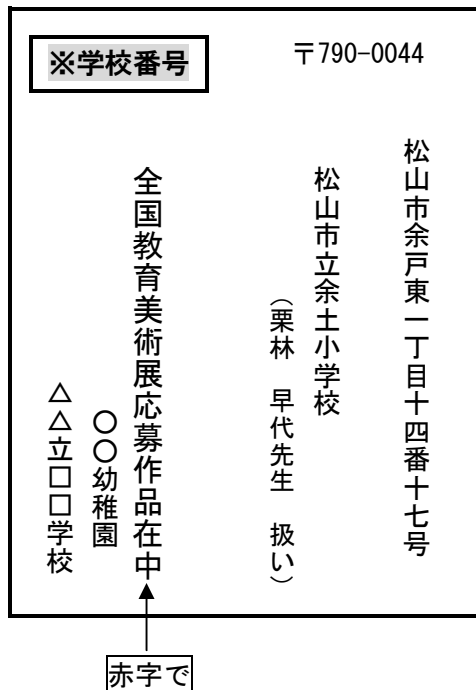 ※学校番号
〒790-0044
松山市余戸東一丁目十四番十七号
松山市立余土小学校
（栗林　早代先生　扱い）
全国教育美術展応募作品在中
〇〇幼稚園
△△立□□学校
赤字で